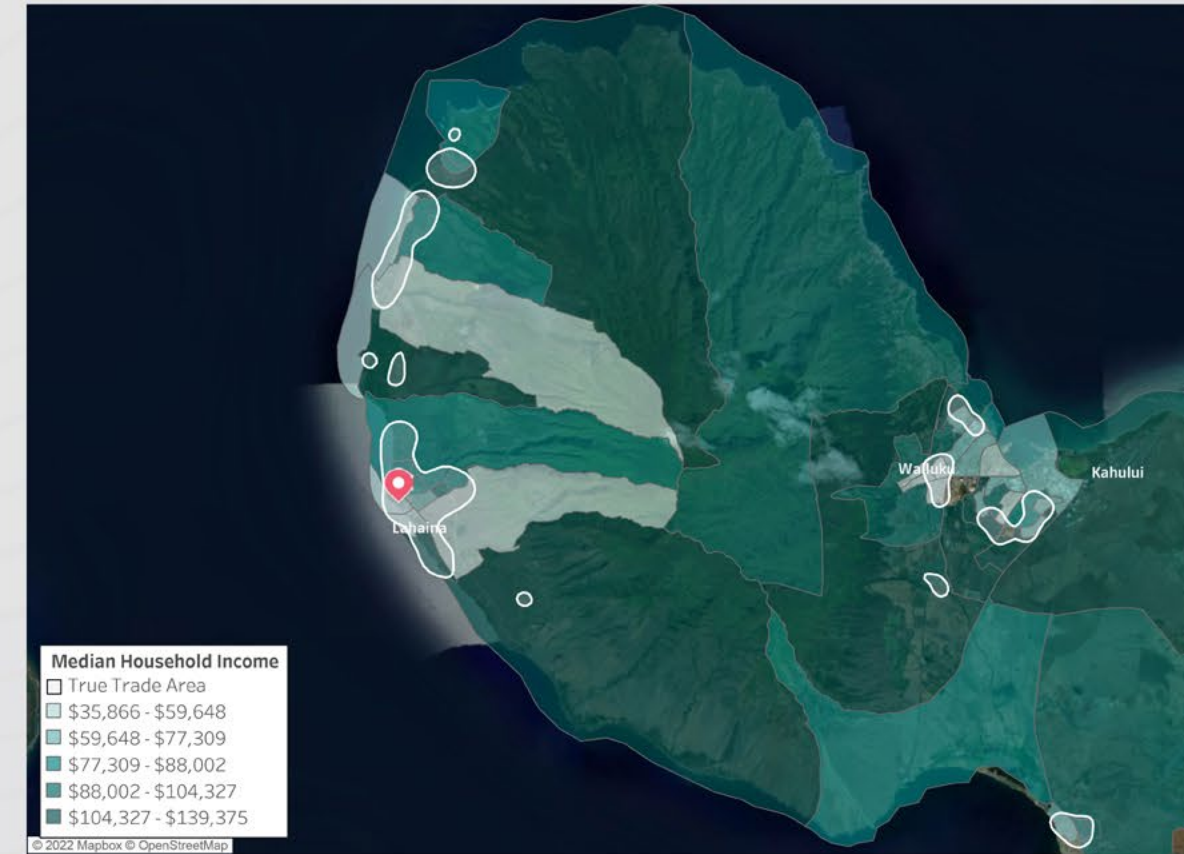 Wailuku
Kahului
Lahaina
Median Household Income
True Trade Area
$35,866 - $59,648
$59,648 - $77,309
$77,309 - $88,002
$88,002 - $104,327
$104,327 - $139,375
© 2022 Mapbox © OpenStreetMap